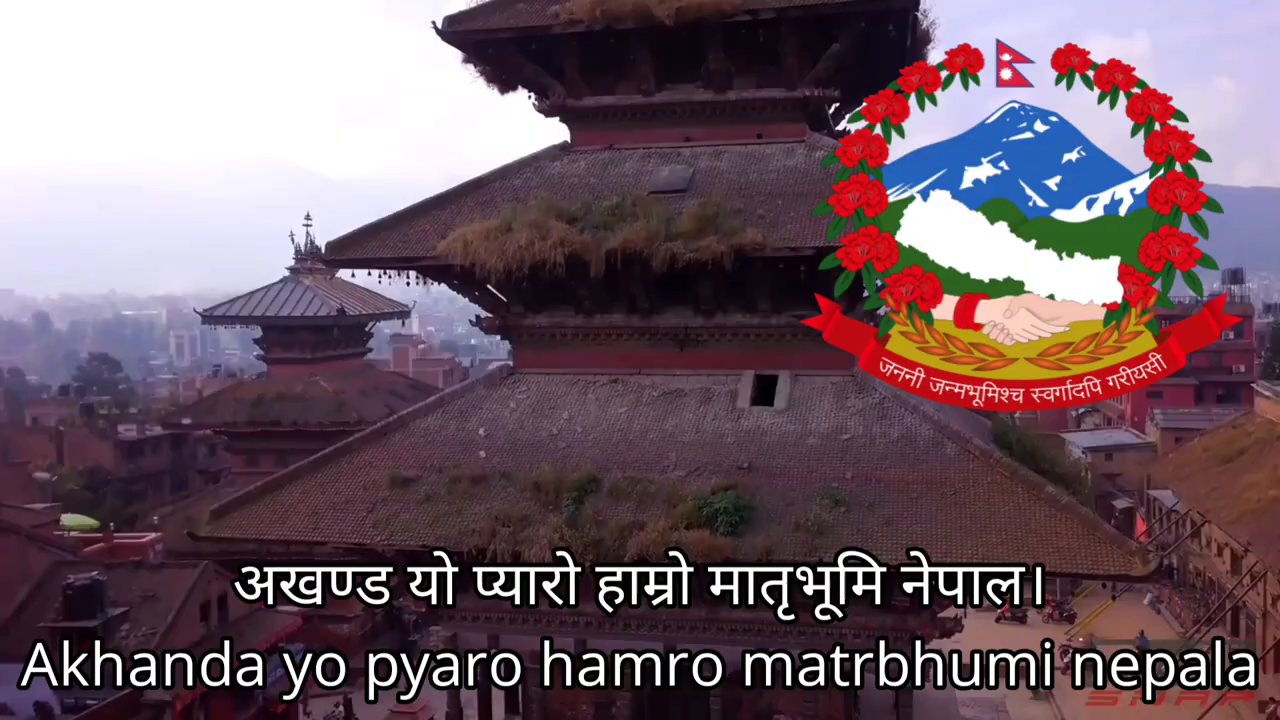 जननी जन्मभूमिश्च स्वर्गादपि गरीयसी
अखण्ड यो प्यारो हाम्रो मातृभूमि नेपाल।
Akhanda yo pyaro hamro matrbhumi nepala